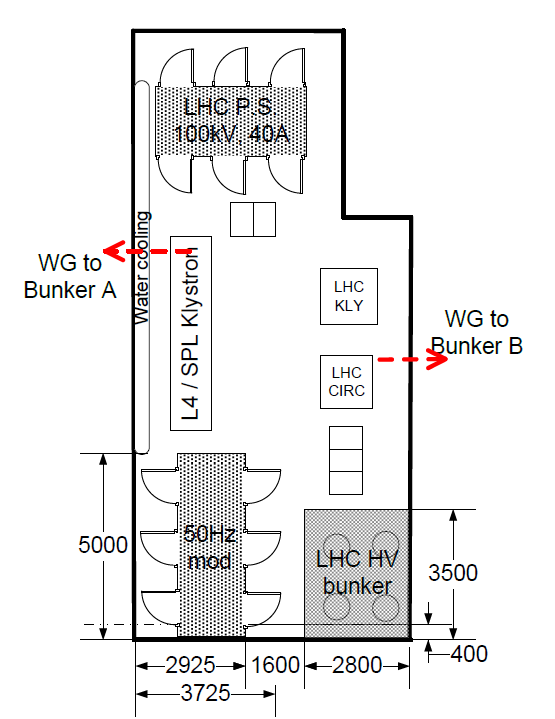 LHC P.S.
100kV, 40A
Water cooling
WG to
Bunker A
L4 / SPL Klystron
LHC
KLY
WG to
Bunker B
LHC
CIRC
5000
50Hz
mod
LHC HV
bunker
3500
400
2925
1600
2800
3725